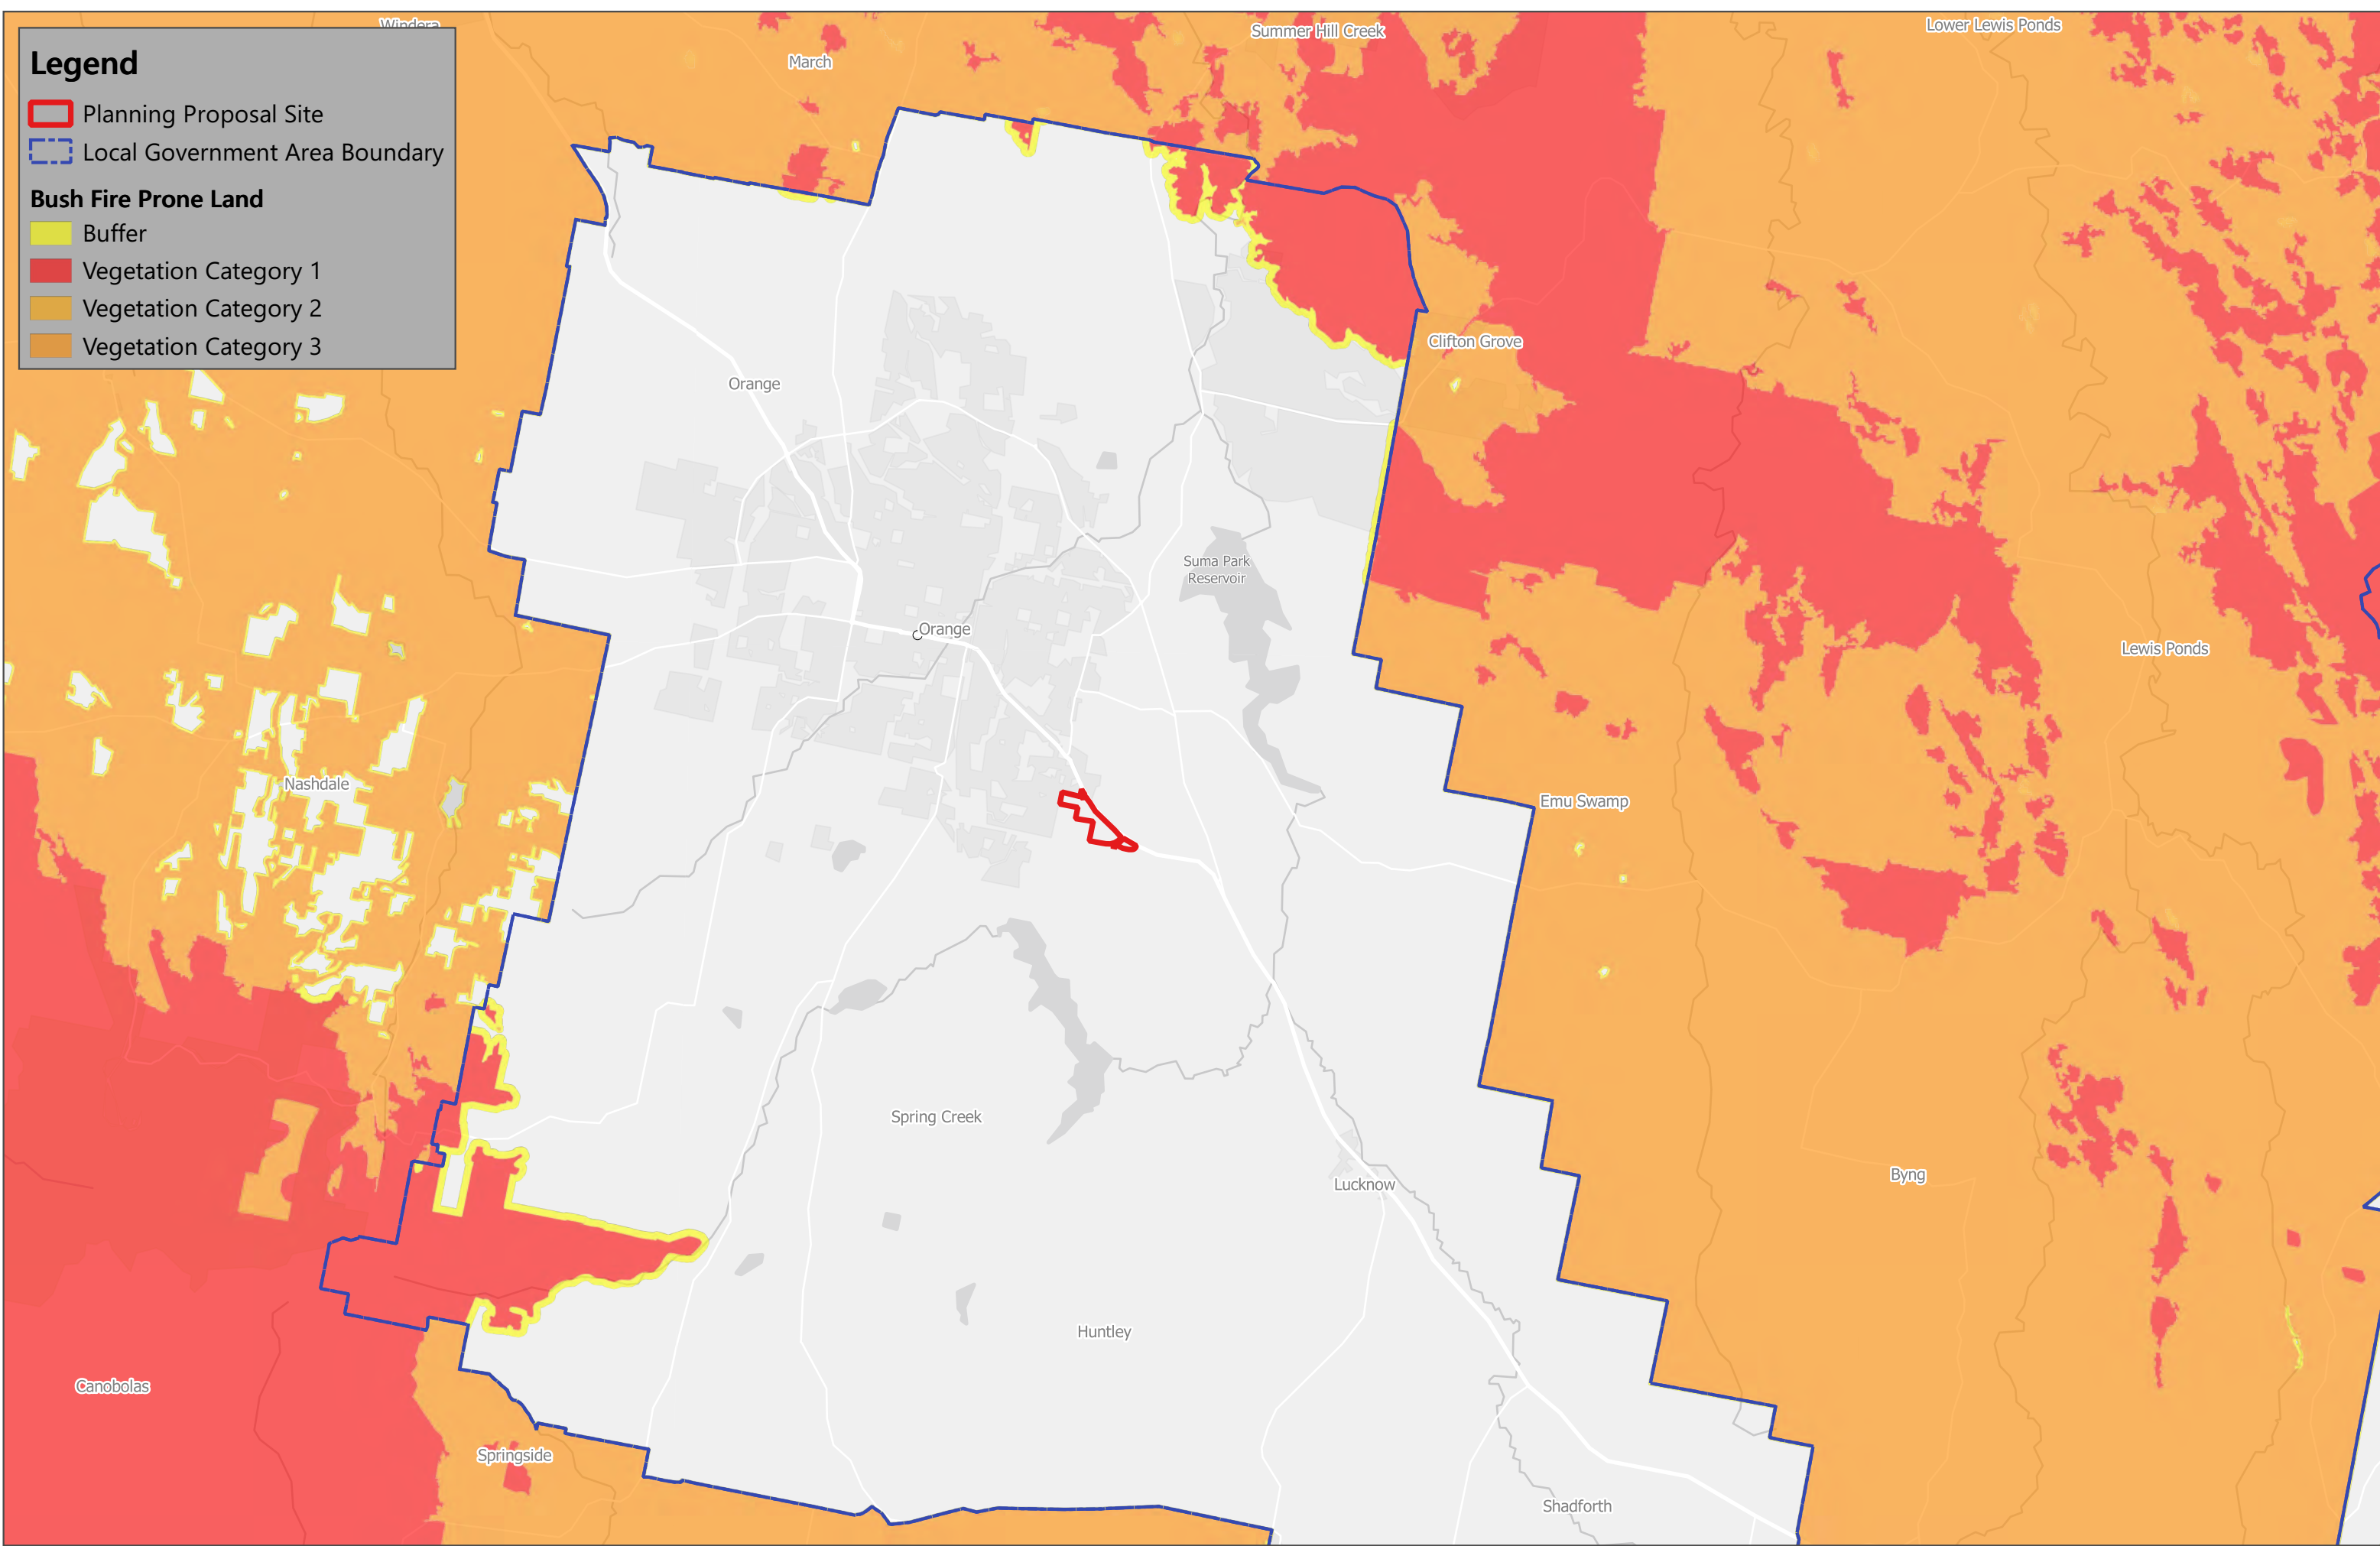 Windera
Summer Hill Creek
Lower Lewis Ponds
March
Legend
Planning Proposal Site
Local Government Area Boundary
Bush Fire Prone Land
Buffer
Vegetation Category 1
Vegetation Category 2
Vegetation Category 3
Clifton Grove
Orange
Suma Park
Reservoir
Orange
Lewis Ponds
Nashdale
Emu Swamp
Spring Creek
Byng
Lucknow
Huntley
Canobolas
Springside
Shadforth